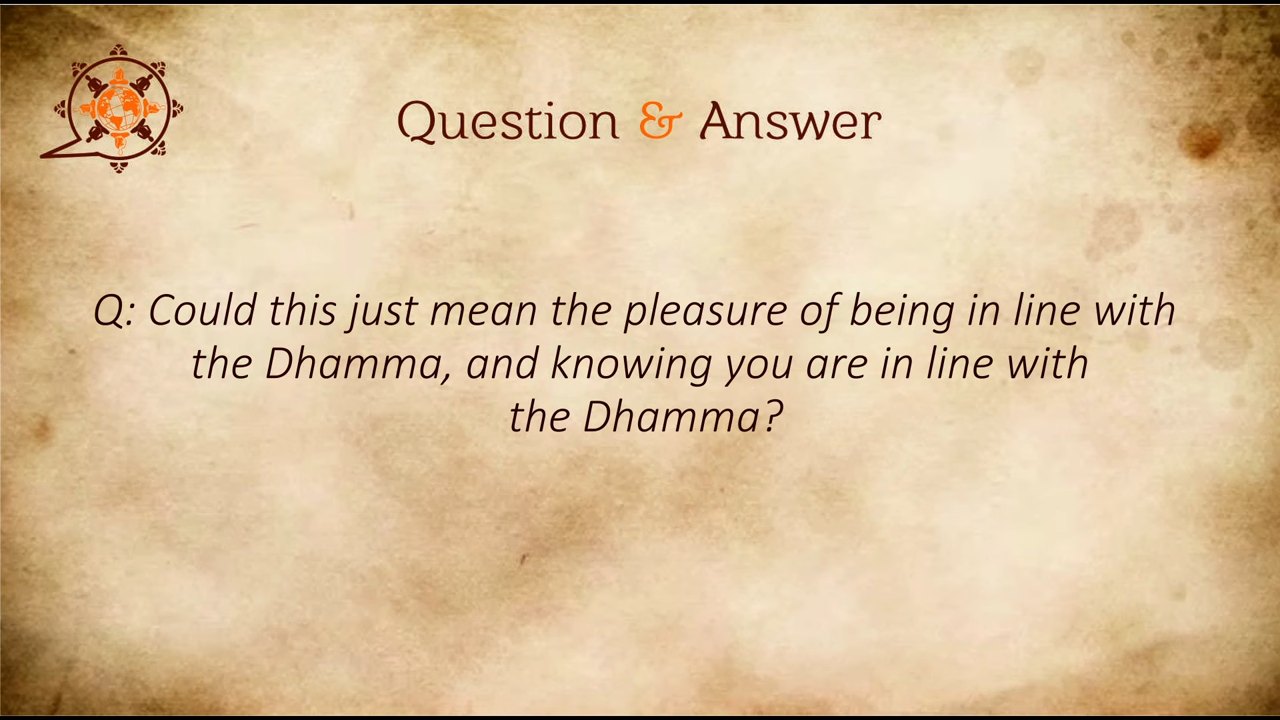 Question & Answer
Q: Could this just mean the pleasure of being in line with
the Dhamma, and knowing you are in line with
the Dhamma?